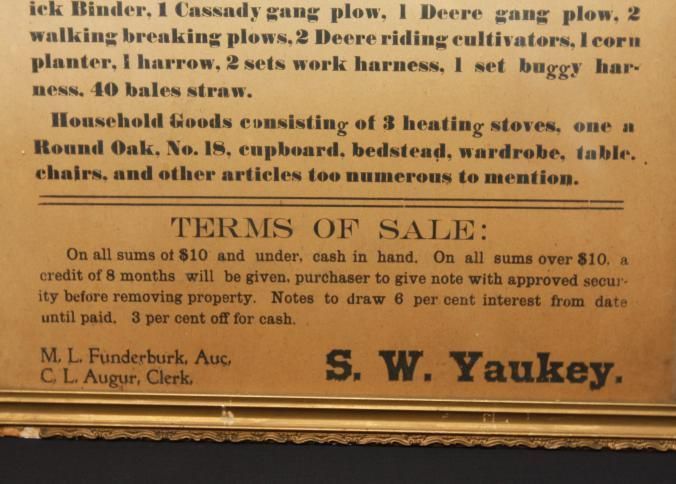 ick Binder, 1 Cassady gang plow, 1 Deere gang plow, 2
walking breaking plows, 2 Deere riding cultivators, 1 corn
planter, 1 harrow, 2 sets work harness, 1 set buggy har-
ness. 40 bales straw.
Household Goods consisting of 3 heating stoves, one a
Round Oak, No. 18, cupboard, bedstead, wardrobe, table,
chairs, and other articles too numerous to mention.
TERMS OF SALE:
On all sums of $10 and under, cash in hand. On all sums over $10, a
credit of 8 months will be given, purchaser to give note with approved secur-
ity before removing property. Notes to draw 6 per cent interest from date
until paid. 3 per cent off for cash.
M. L. Funderburk, Auc,
C, L. Augur, Clerk,
S. W. Yaukey.